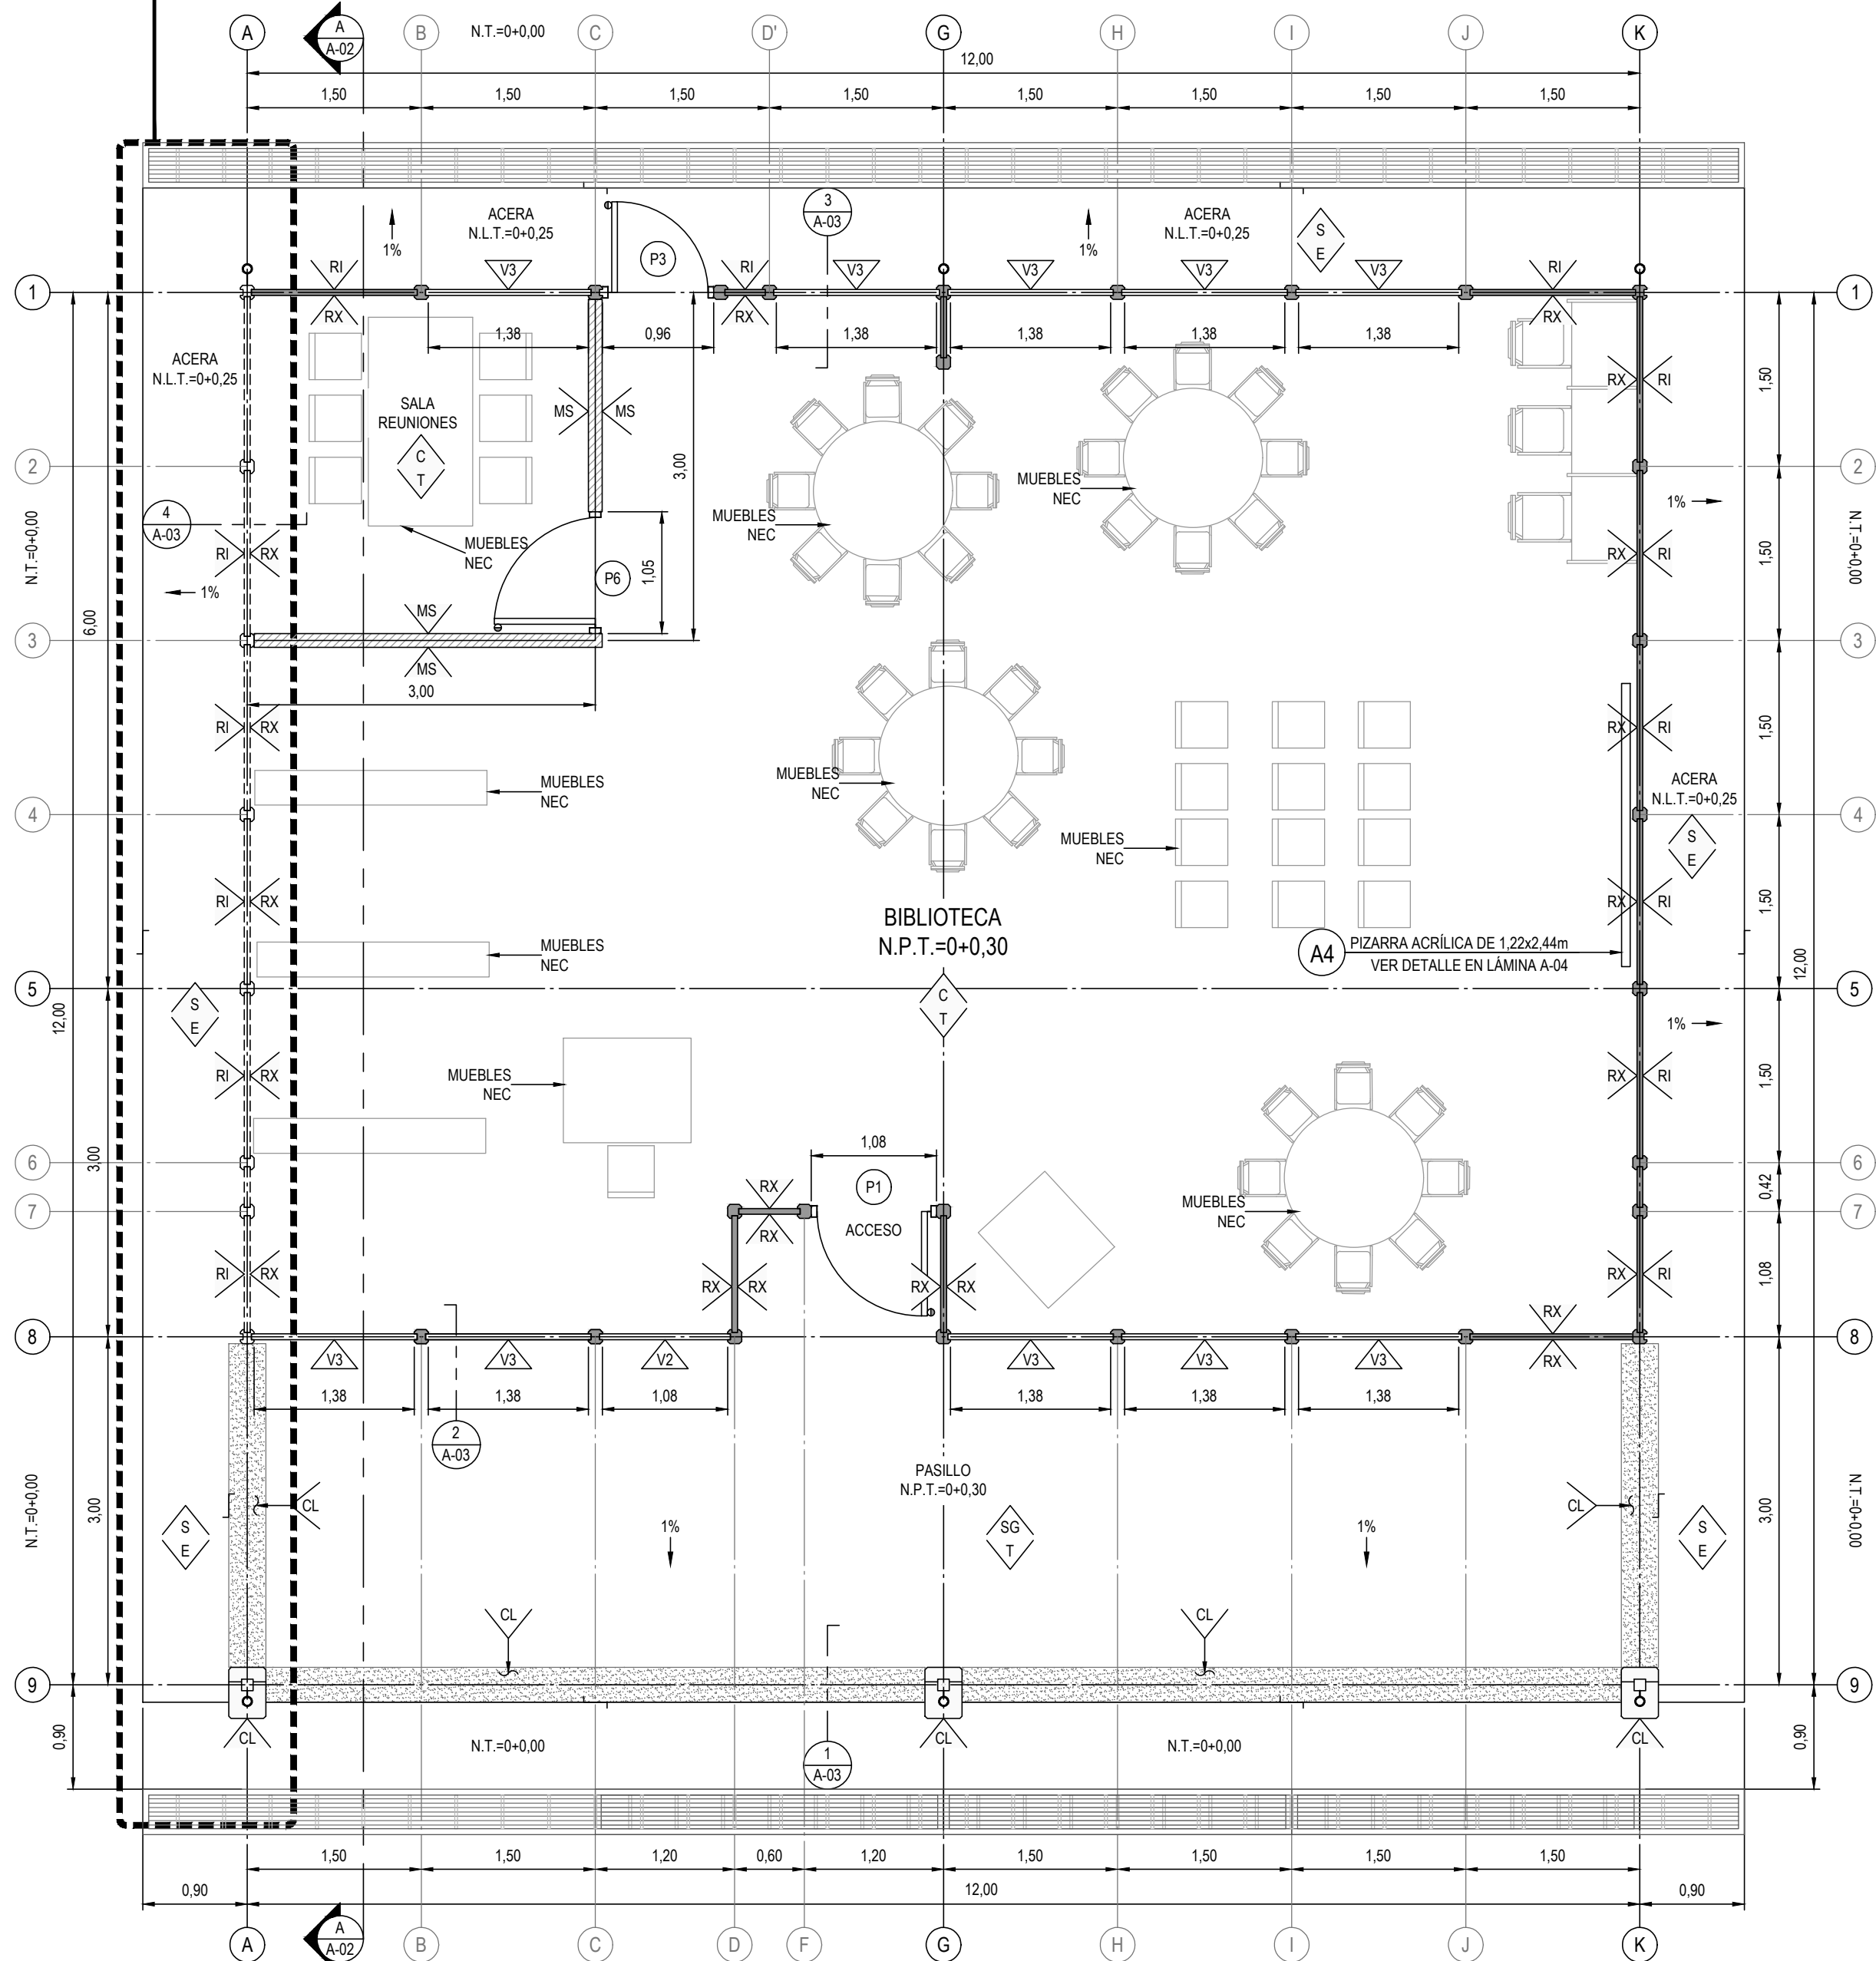 A
A
A-02
B
N.T.=0+0,00
C
D'
G
H
I
J
K
12,00
1,50
1,50
1,50
1,50
1,50
1,50
1,50
1,50
ACERA
N.L.T.=0+0,25
1%
P3
3
A-03
1%
ACERA
N.L.T.=0+0,25
S
E
1
RI
V3
RI
V3
V3
V3
V3
RI
1
RX
RX
RX
1,38
0,96
1,38
1,38
1,38
1,38
ACERA
N.L.T.=0+0,25
SALA
REUNIONES
C
T
MS
MS
RX
RI
1,50
2
3,00
MUEBLES
NEC
MUEBLES
NEC
2
4
A-03
N.T.=0+0,00
RI
RX
MUEBLES
NEC
P6
1,05
RX
RI
1%
1,50
N.T.=0+0,00
1%
6,00
MS
3
MS
3,00
3
RI
RX
RX
RI
1,50
MUEBLES
NEC
MUEBLES
NEC
ACERA
N.L.T.=0+0,25
4
MUEBLES
NEC
S
E
4
RI
RX
RX
RI
1,50
BIBLIOTECA
N.P.T.=0+0,30
MUEBLES
NEC
A4
PIZARRA ACRÍLICA DE 1,22x2,44m
VER DETALLE EN LÁMINA A-04
12,00
5
12,00
S
E
C
T
5
1%
RI
RX
MUEBLES
NEC
RX
RI
1,50
3,00
1,08
6
6
RX
P1
MUEBLES
NEC
0,42
7
RX
ACCESO
7
RI
RX
RX
RX
RX
RX
RX
RI
1,08
RX
8
V3
V3
V2
V3
V3
V3
RX
8
1,38
1,38
1,08
1,38
1,38
1,38
2
A-03
N.T.=0+0,00
3,00
CL
PASILLO
N.P.T.=0+0,30
CL
3,00
N.T.=0+0,00
S
E
1%
SG
T
1%
S
E
CL
CL
9
9
0,90
CL
N.T.=0+0,00
1
A-03
CL
N.T.=0+0,00
CL
0,90
1,50
1,50
1,20
0,60
1,20
1,50
1,50
1,50
1,50
0,90
12,00
0,90
A
A
A-02
B
C
D
F
G
H
I
J
K